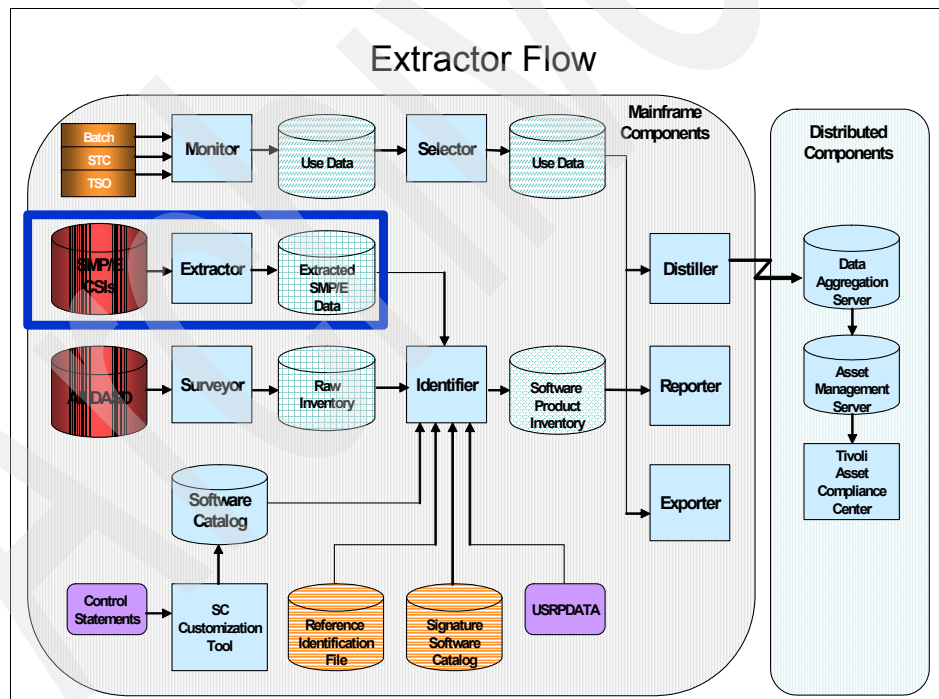 Extractor Flow
Mainframe
Components
Distributed
Components
Batch
STC
TSO
Monitor
Use Data
Selector
Use Data
SMP/E
CSIs
Extractor
Extracted
SMP/E
Data
Distiller
Data
Aggregation
Server
All DASD
Surveyor
Raw
Inventory
Identifier
Software
Product
Inventory
Reporter
Asset
Management
Server
Software
Catalog
Exporter
Tivoli
Asset
Compliance
Center
Control
Statements
SC
Customization
Tool
Reference
Identification
File
Signature
Software
Catalog
USRPDATA